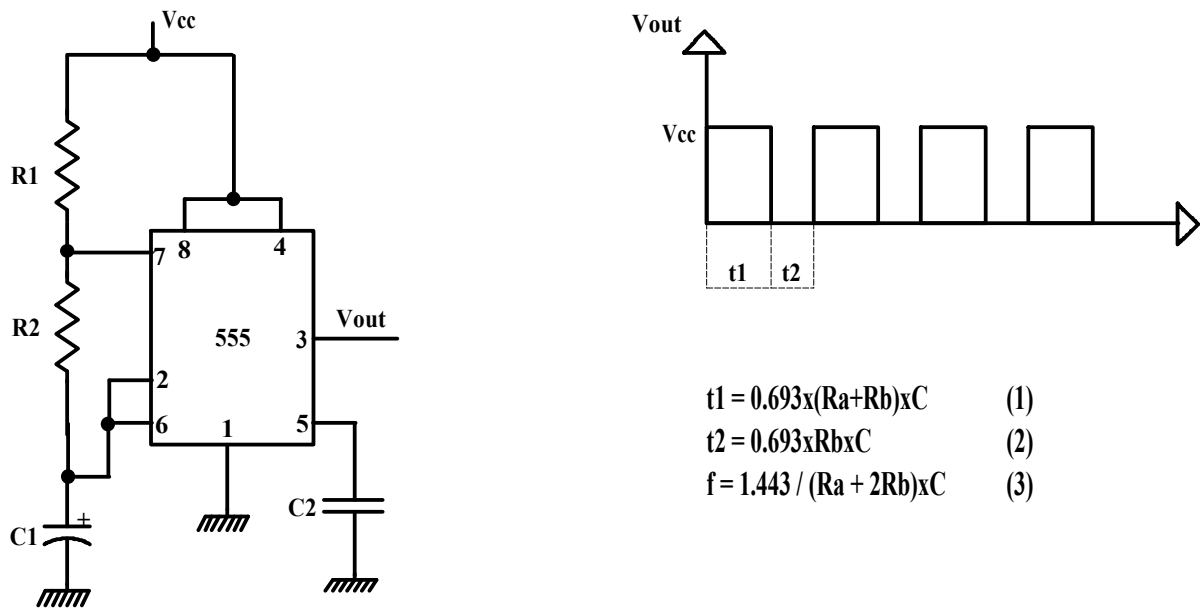 Vcc
R1
R2
C1
+
7
8
4
555
3
2
6
1
5
Vout
C2
Vout
Vcc
t1
t2
t1 = 0.693x(Ra+Rb)xC (1)
t2 = 0.693xRbxC (2)
f = 1.443 / (Ra + 2Rb)xC (3)